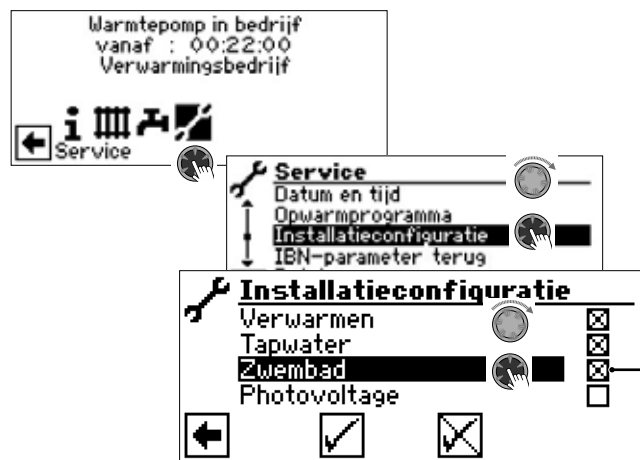 Warmtepomp in bedrijf
vanaf : 00:22:00
Verwarmingsbedrijf
Service
Service
Datum en tijd
Opwarmprogramma
Installatieconfiguratie
IBN-parameter terug
Installatieconfiguratie
Verwarmen
Tapwater
Zwembad
Photovoltage